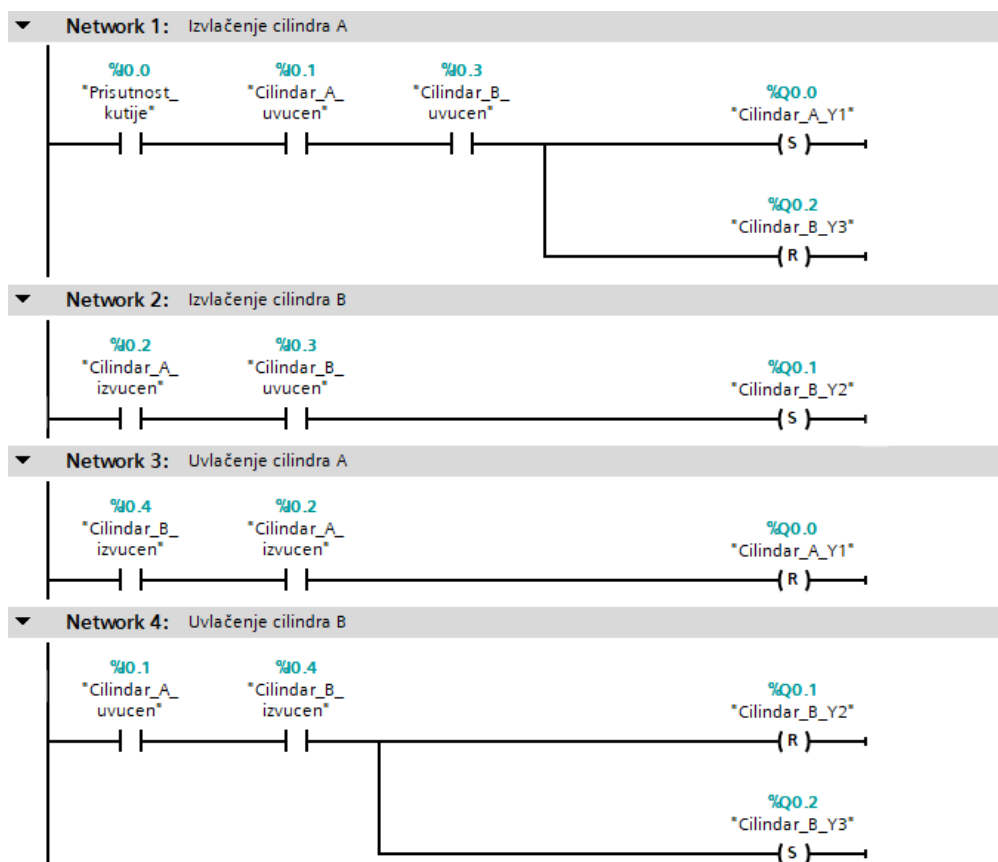 Network 1: Izvlačenje cilindra A
%I0.0 %I0.1 %I0.3
"Prisutnost_ "Cilindar_A_ "Cilindar_B_ %Q0.0
kutije" uvucen" uvucen" "Cilindar_A_Y1"
S
%Q0.2
"Cilindar_B_Y3"
R
Network 2: Izvlačenje cilindra B
%I0.2 %I0.3
"Cilindar_A_ "Cilindar_B_ %Q0.1
izvucen" uvucen" "Cilindar_B_Y2"
S
Network 3: Uvlačenje cilindra A
%I0.4 %I0.2
"Cilindar_B_ "Cilindar_A_ %Q0.0
izvucen" izvucen" "Cilindar_A_Y1"
R
Network 4: Uvlačenje cilindra B
%I0.1 %I0.4
"Cilindar_A_ "Cilindar_B_ %Q0.1
uvucen" izvucen" "Cilindar_B_Y2"
R
%Q0.2
"Cilindar_B_Y3"
S